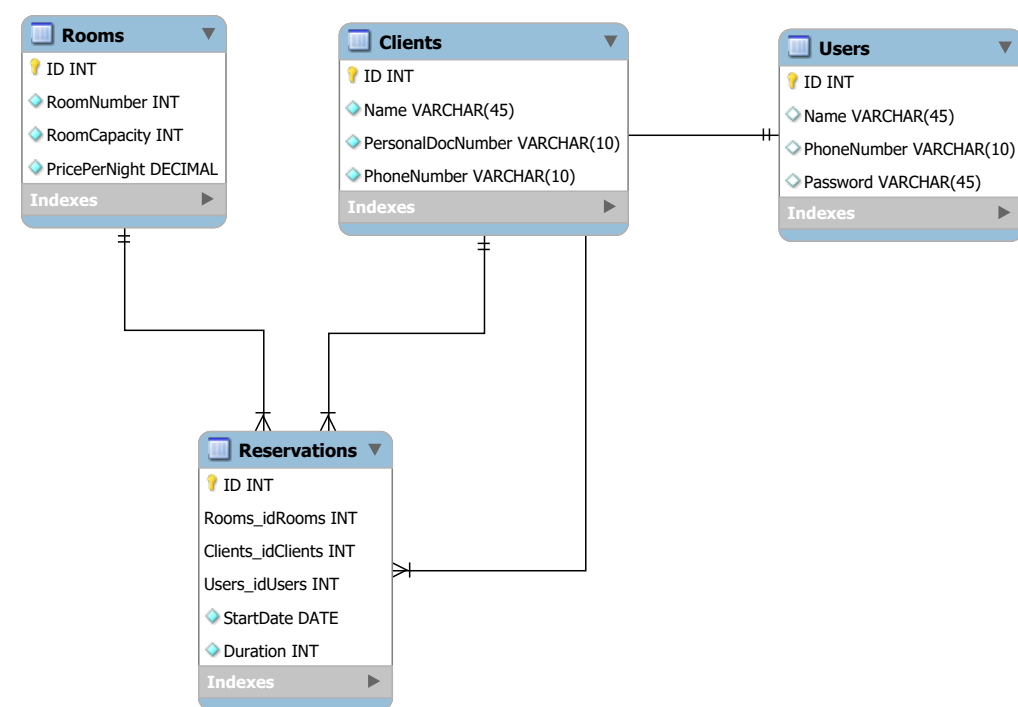 Rooms
ID INT
RoomNumber INT
RoomCapacity INT
PricePerNight DECIMAL
Indexes
Clients
ID INT
Name VARCHAR(45)
PersonalDocNumber VARCHAR(10)
PhoneNumber VARCHAR(10)
Indexes
Users
ID INT
Name VARCHAR(45)
PhoneNumber VARCHAR(10)
Password VARCHAR(45)
Indexes
Reservations
ID INT
Rooms_idRooms INT
Clients_idClients INT
Users_idUsers INT
StartDate DATE
Duration INT
Indexes